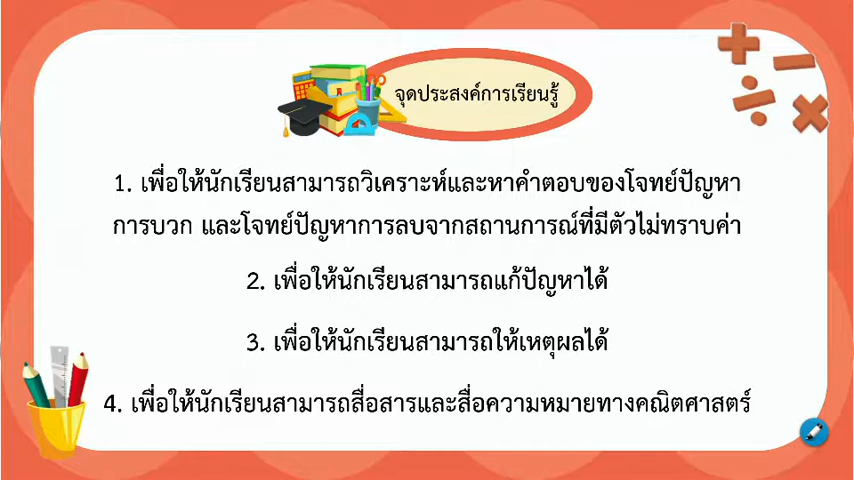 จุดประสงค์การเรียนรู้
1. เพื่อให้นักเรียนสามารถวิเคราะห์และหาคำตอบของโจทย์ปัญหา
การบวก และโจทย์ปัญหาการลบจากสถานการณ์ที่มีตัวไม่ทราบค่า
2. เพื่อให้นักเรียนสามารถแก้ปัญหาได้
3. เพื่อให้นักเรียนสามารถให้เหตุผลได้
4. เพื่อให้นักเรียนสามารถสื่อสารและสื่อความหมายทางคณิตศาสตร์